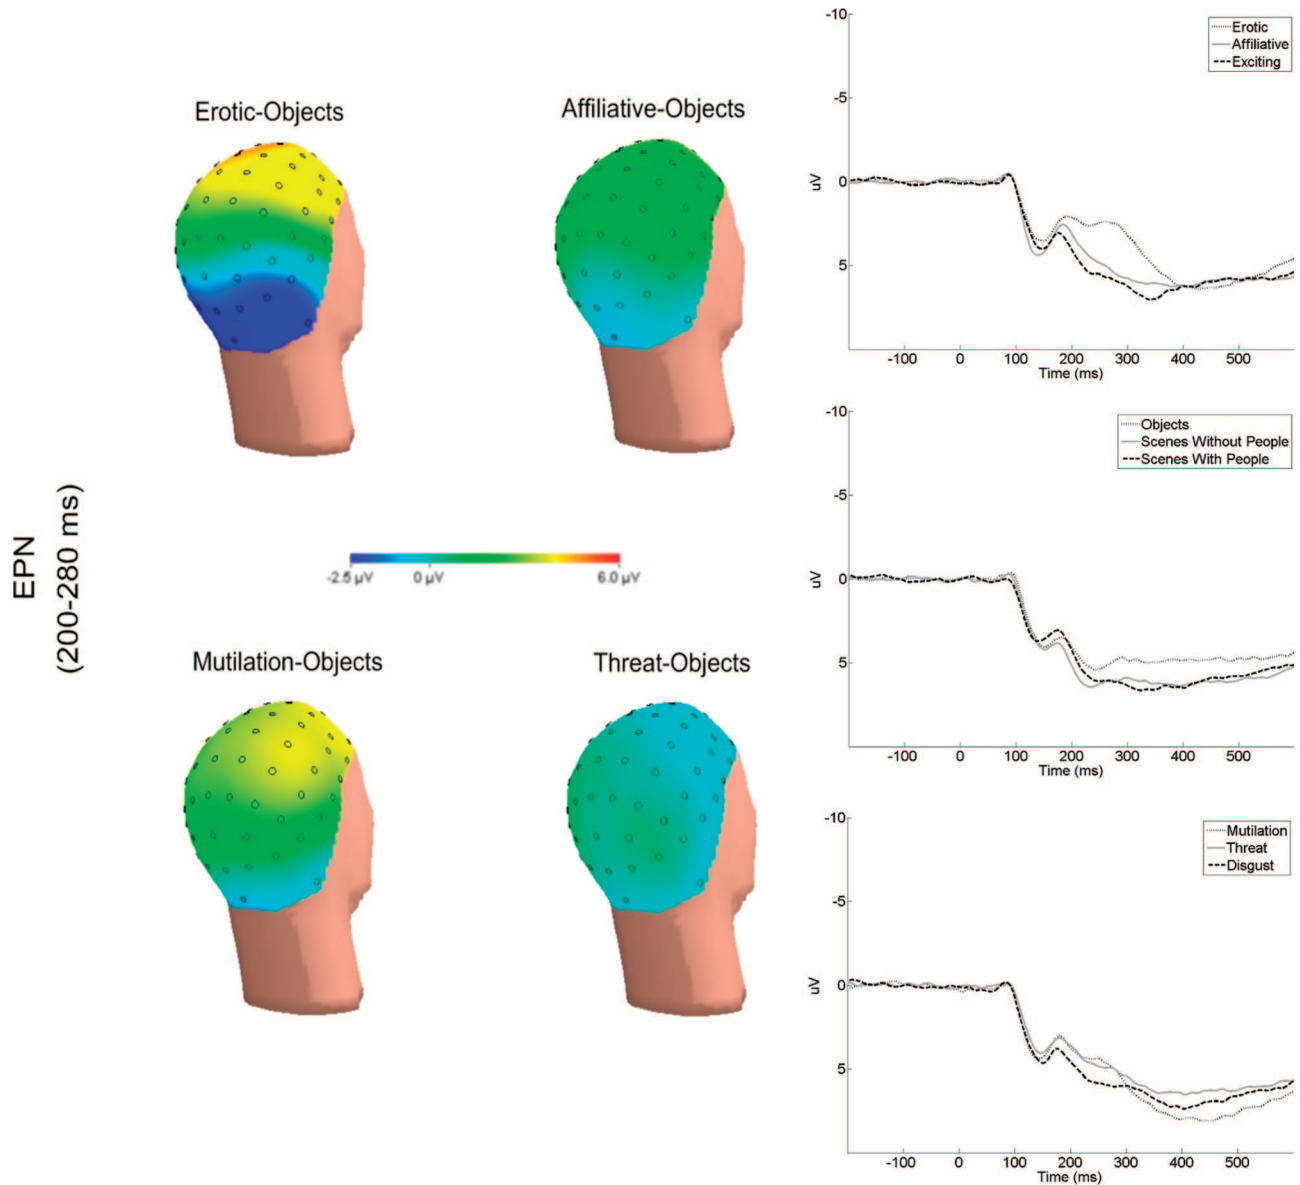 EPN
(200-280 ms)
Erotic-Objects
Affiliative-Objects
-2.5 µV
0 µV
6.0 µV
Mutilation-Objects
Threat-Objects
-10
-5
0
5
uV
Erotic
Affiliative
Exciting
-100
0
100
200
300
400
500
Time (ms)
-10
-5
0
5
uV
Objects
Scenes Without People
Scenes With People
-100
0
100
200
300
400
500
Time (ms)
-10
-5
0
5
uV
Mutilation
Threat
Disgust
-100
0
100
200
300
400
500
Time (ms)